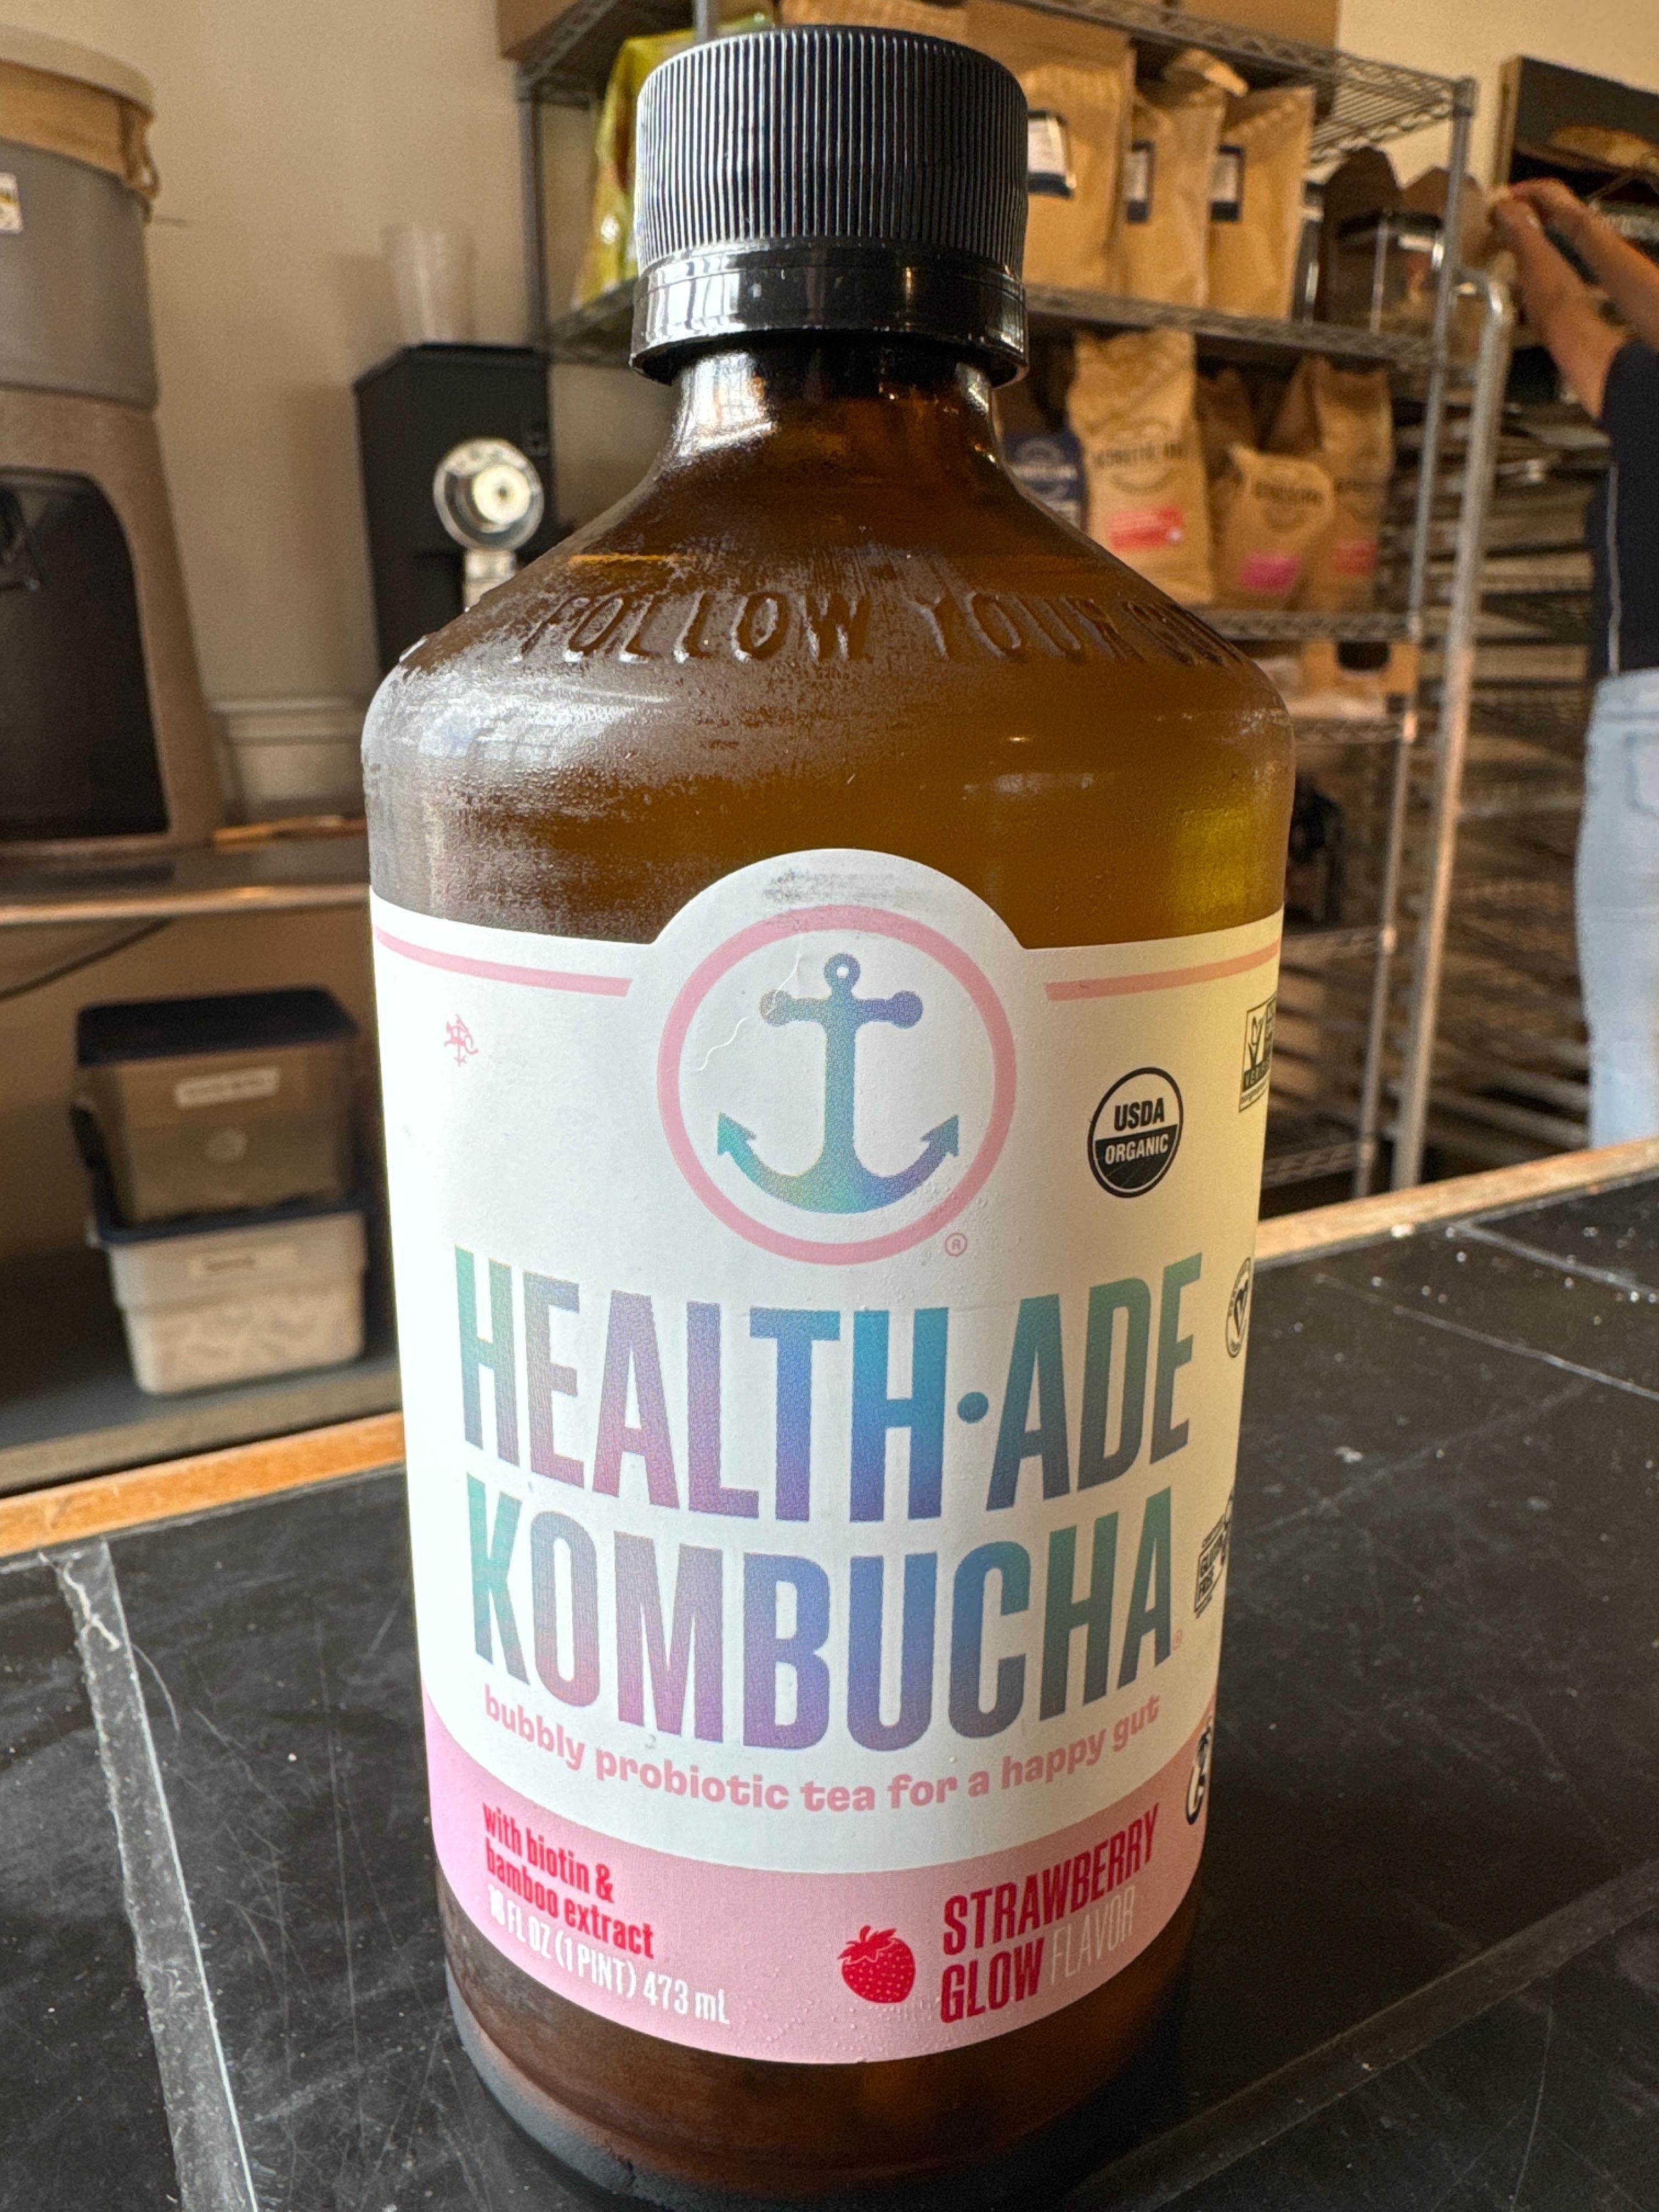 FOLLOW YOUR GU
®
USDA
ORGANIC
HEALTH·ADE
KOMBUCHA®
bubbly probiotic tea for a happy gut
with biotin &
bamboo extract
16 FL OZ (1 PINT) 473 mL
STRAWBERRY
GLOW FLAVOR